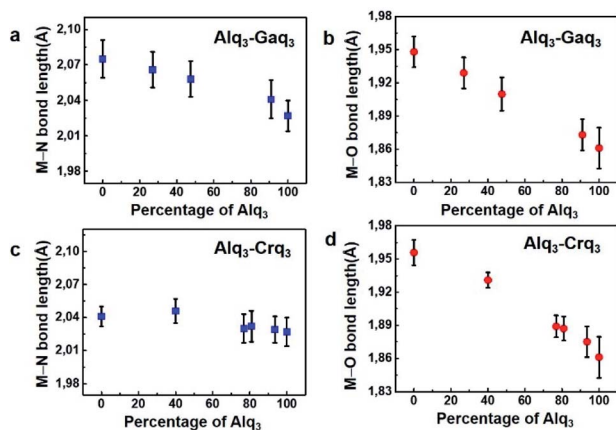 a
Alq₃-Gaq₃
M–N bond length(Å)
2,10
2,07
2,04
2,01
1,98
0 20 40 60 80 100
Percentage of Alq₃
b
Alq₃-Gaq₃
M–O bond length(Å)
1,98
1,95
1,92
1,89
1,86
1,83
0 20 40 60 80 100
Percentage of Alq₃
c
Alq₃-Crq₃
M–N bond length(Å)
2,10
2,07
2,04
2,01
1,98
0 20 40 60 80 100
Percentage of Alq₃
d
Alq₃-Crq₃
M–O bond length(Å)
1,98
1,95
1,92
1,89
1,86
1,83
0 20 40 60 80 100
Percentage of Alq₃